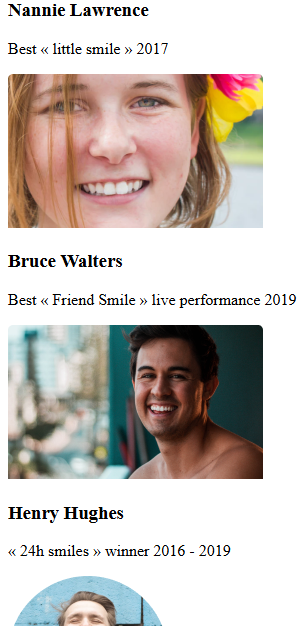 Nannie Lawrence
Best « little smile » 2017
Bruce Walters
Best « Friend Smile » live performance 2019
Henry Hughes
« 24h smiles » winner 2016 - 2019